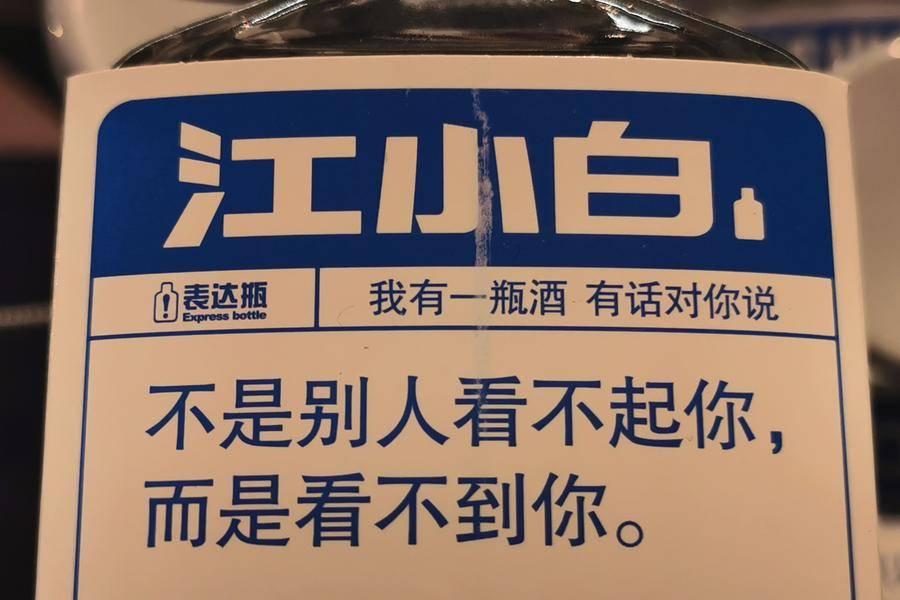 江小白
表达瓶
Express bottle
我有一瓶酒 有话对你说
不是别人看不起你，
而是看不到你。